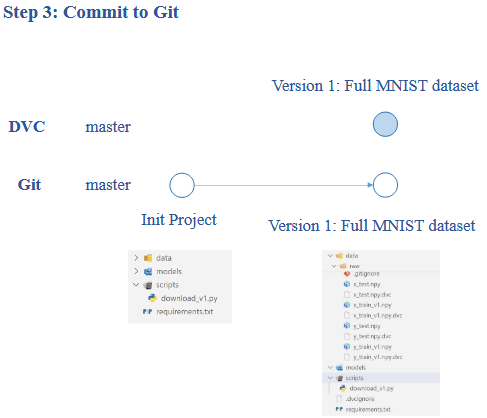 Step 3: Commit to Git
Version 1: Full MNIST dataset
DVC master
Git master
Init Project
Version 1: Full MNIST dataset
data
models
scripts
download_v1.py
requirements.txt
data
raw
.gitignore
x_test.npy
x_test.npy.dvc
x_train_v1.npy
x_train_v1.npy.dvc
y_test.npy
y_test.npy.dvc
y_train_v1.npy
y_train_v1.npy.dvc
models
scripts
download_v1.py
.dvcignore
requirements.txt